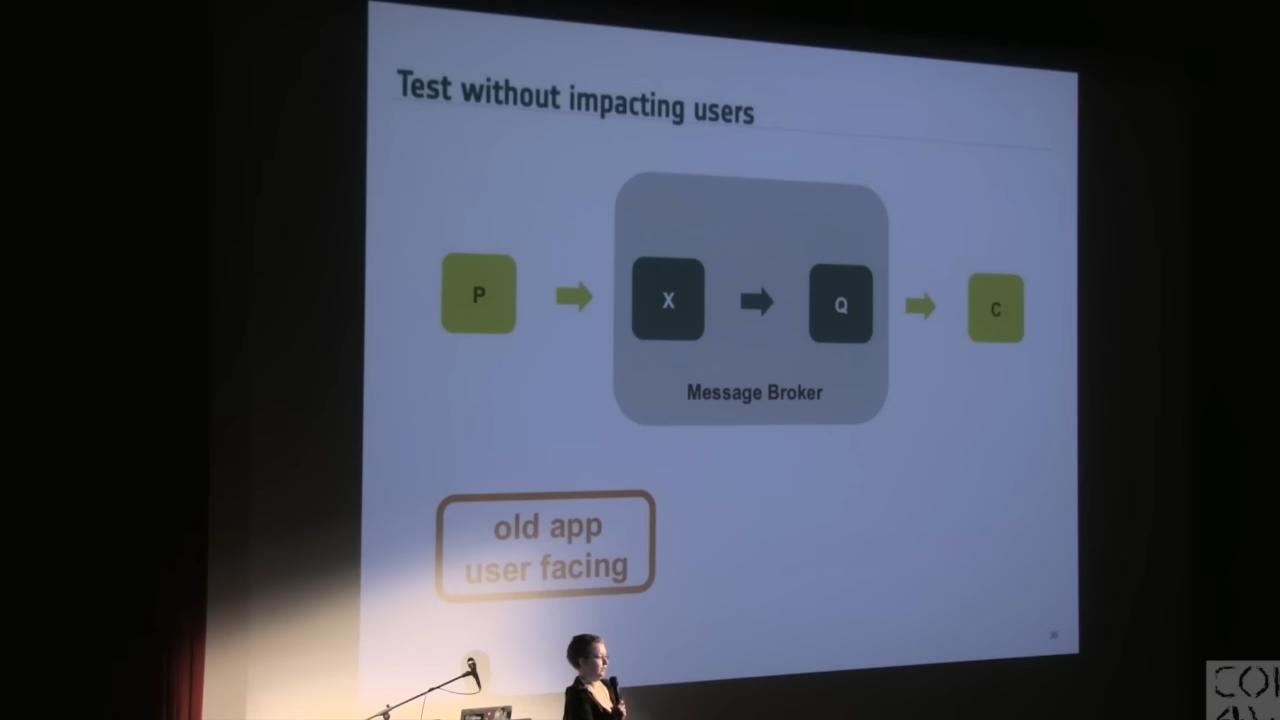 Test without impacting users
P
X
Q
C
Message Broker
old app
user facing